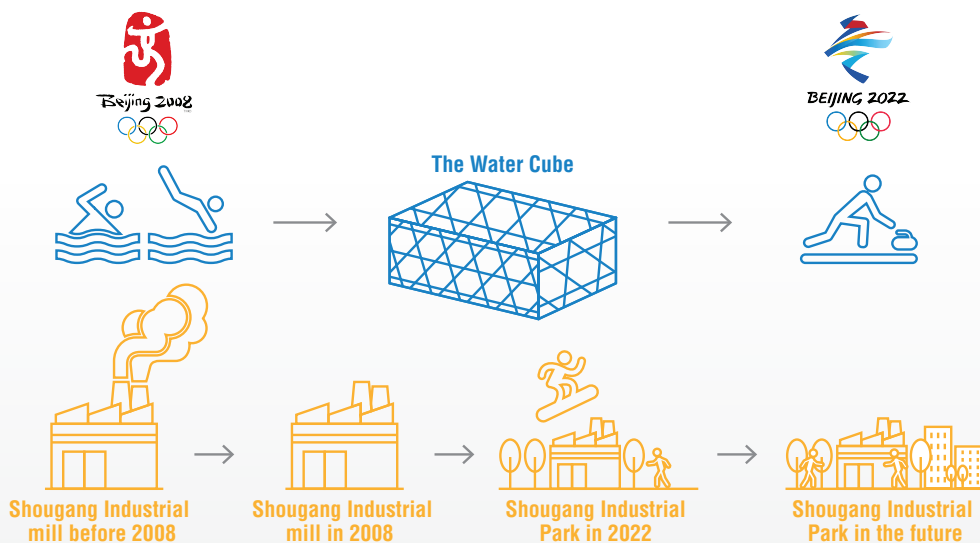 Beijing 2008
BEIJING 2022
The Water Cube
Shougang Industrial
mill before 2008
Shougang Industrial
mill in 2008
Shougang Industrial
Park in 2022
Shougang Industrial
Park in the future